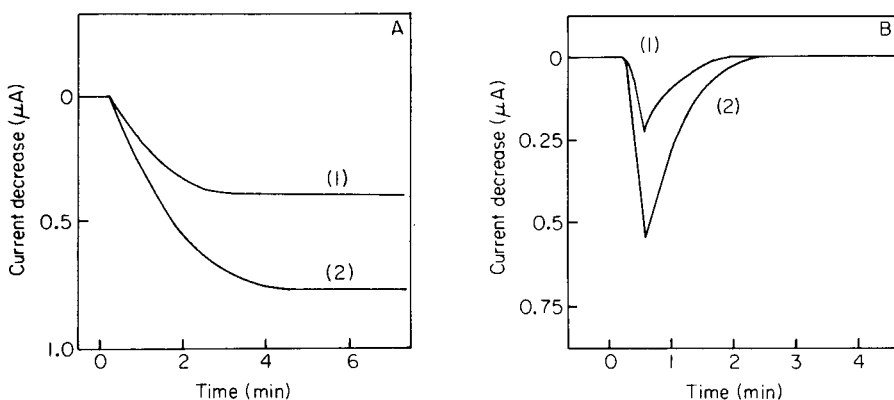 A
0
0.5
1.0
Current decrease (μA)
(1)
(2)
0 2 4 6
Time (min)
B
0
0.25
0.5
0.75
Current decrease (μA)
(1)
(2)
0 1 2 3 4
Time (min)